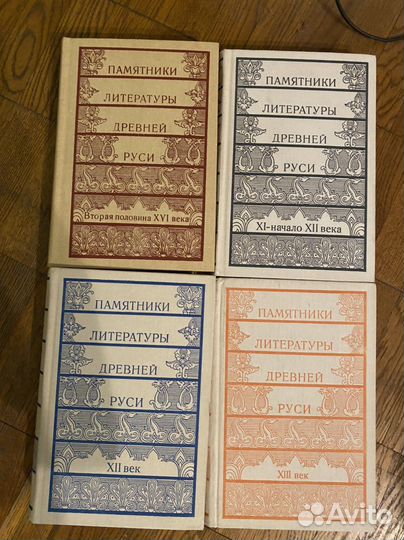 ПАМЯТНИКИ
ЛИТЕРАТУРЫ
ДРЕВНЕЙ
РУСИ
Вторая половина XVI века
ПАМЯТНИКИ
ЛИТЕРАТУРЫ
ДРЕВНЕЙ
РУСИ
XI-начало XII века
ПАМЯТНИКИ
ЛИТЕРАТУРЫ
ДРЕВНЕЙ
РУСИ
XII век
ПАМЯТНИКИ
ЛИТЕРАТУРЫ
ДРЕВНЕЙ
РУСИ
XIII век
Avito